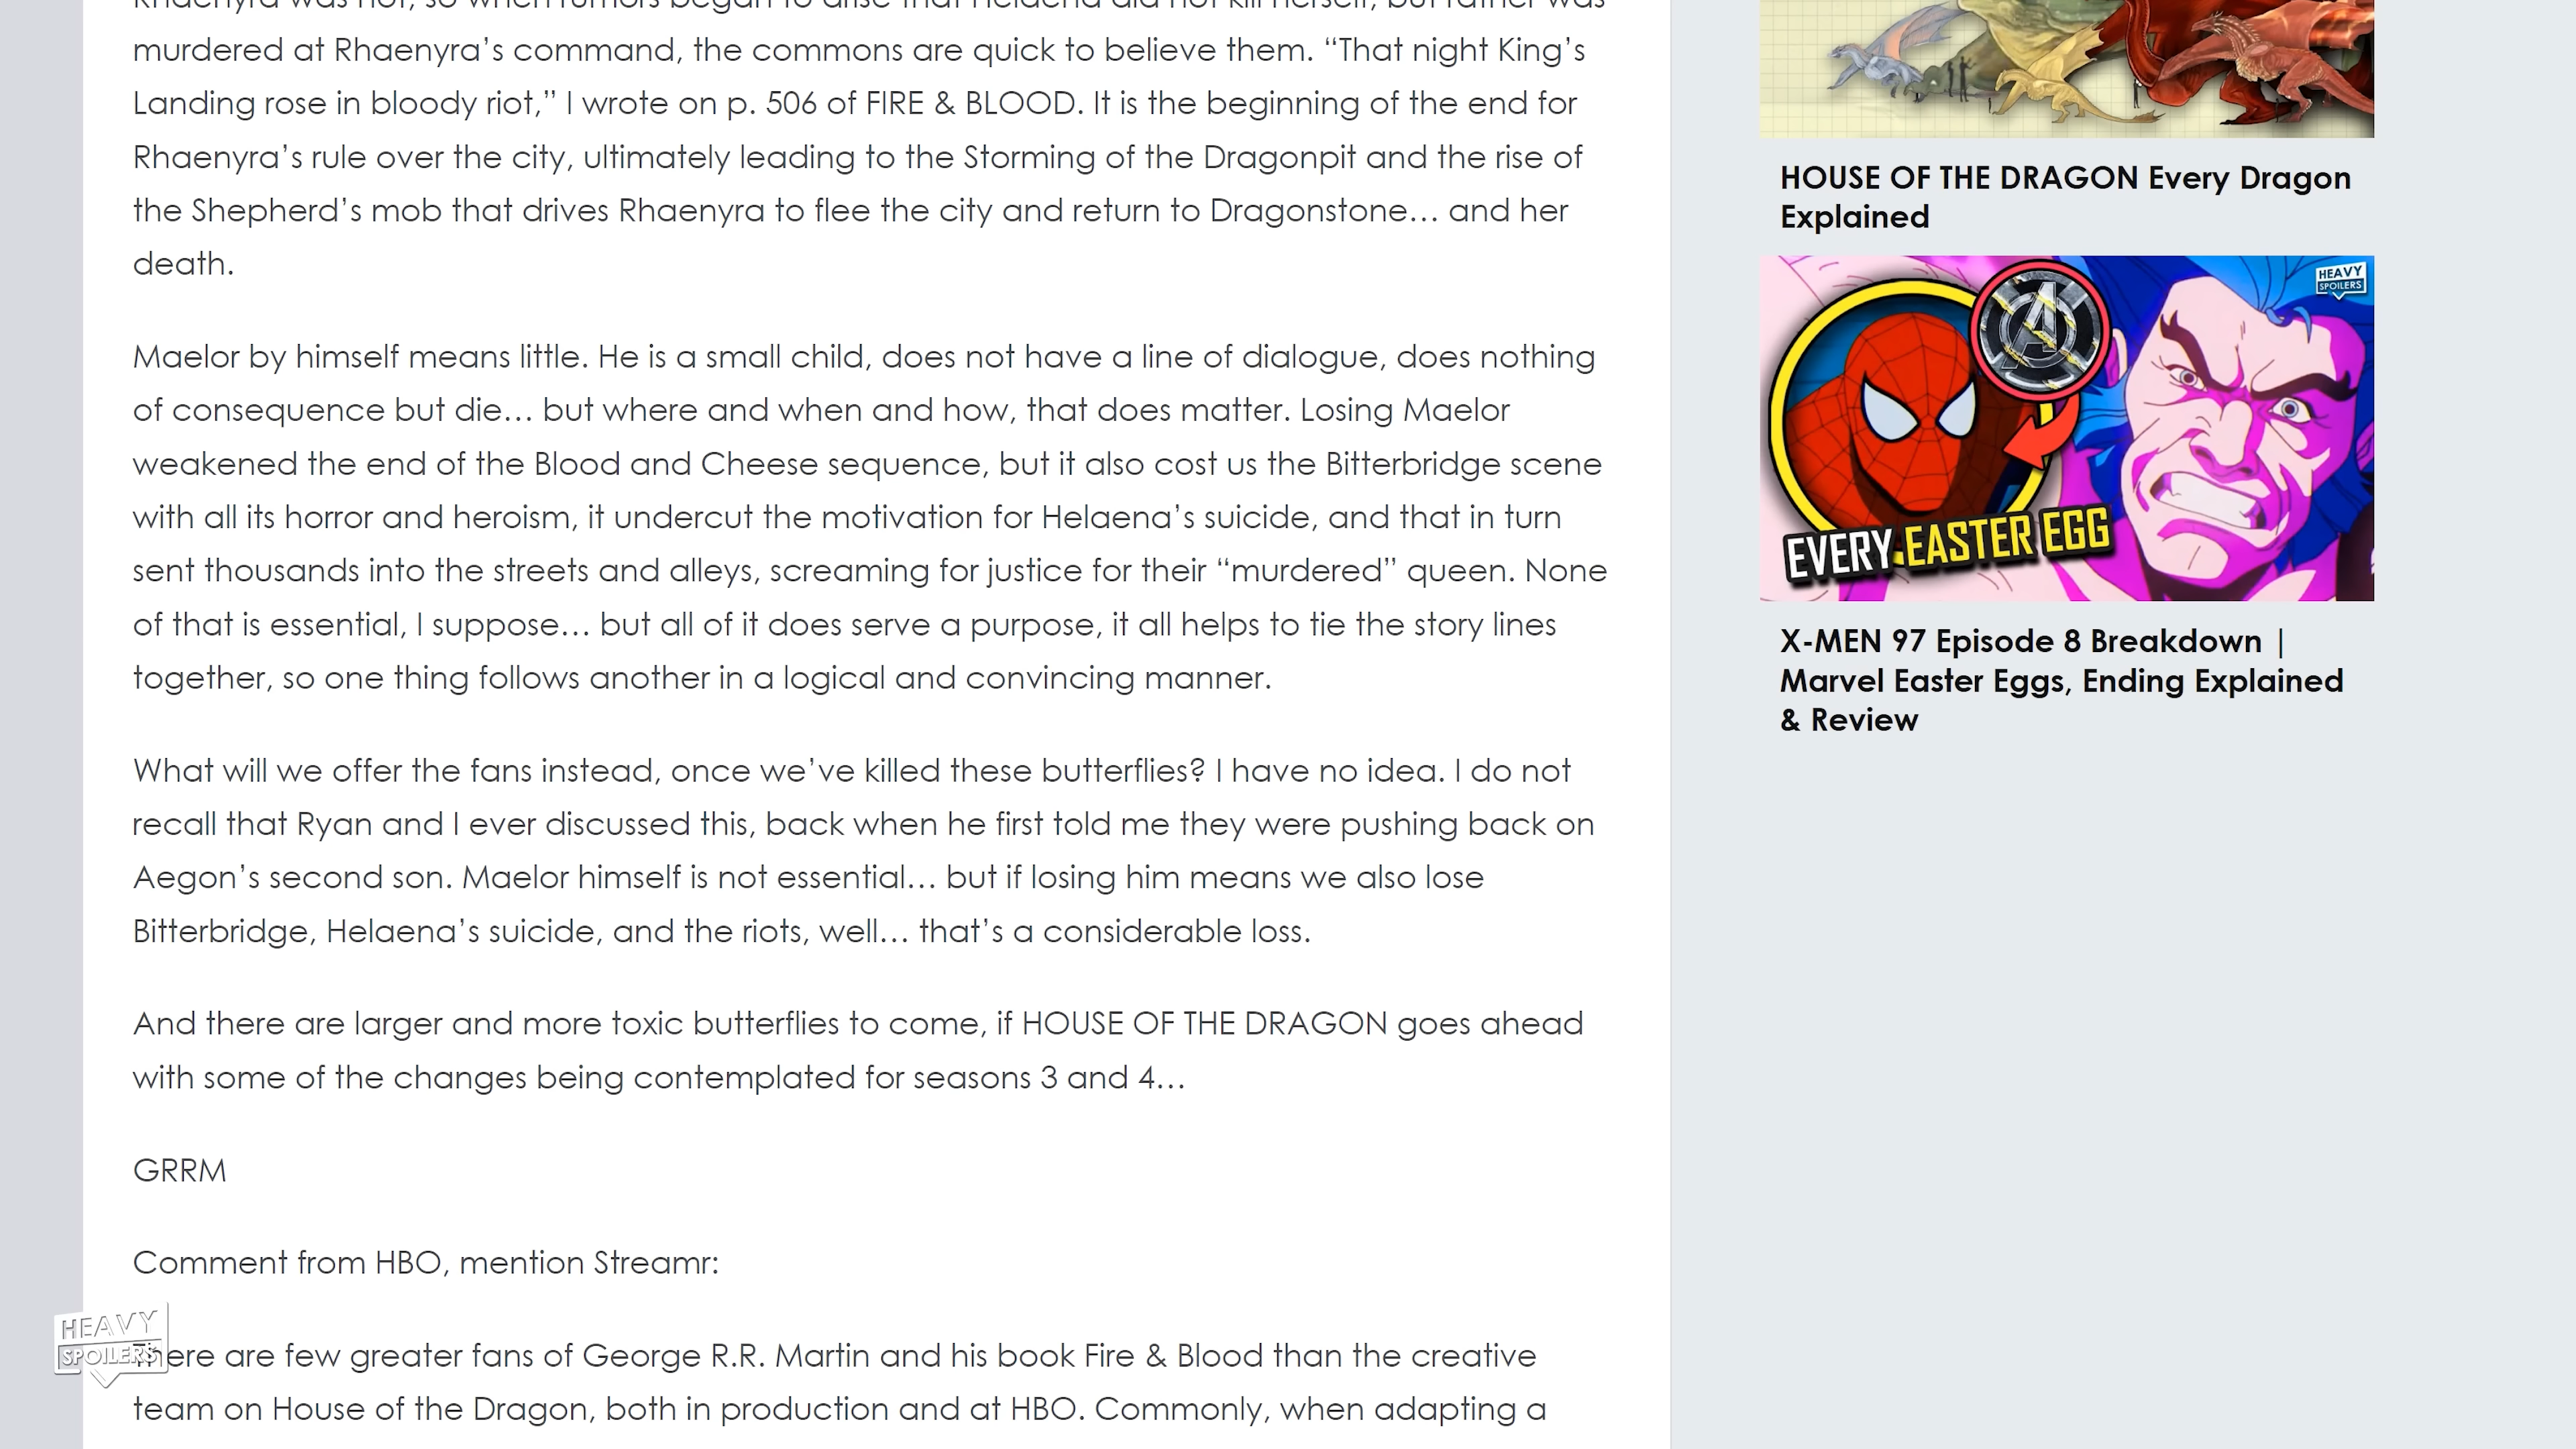 Rhaenyra was not, so when rumors began to arise that Helaena did not kill herself, but rather was
murdered at Rhaenyra’s command, the commons are quick to believe them. “That night King’s
Landing rose in bloody riot,” I wrote on p. 506 of FIRE & BLOOD. It is the beginning of the end for
Rhaenyra’s rule over the city, ultimately leading to the Storming of the Dragonpit and the rise of
the Shepherd’s mob that drives Rhaenyra to flee the city and return to Dragonstone… and her
death.
Maelor by himself means little. He is a small child, does not have a line of dialogue, does nothing
of consequence but die… but where and when and how, that does matter. Losing Maelor
weakened the end of the Blood and Cheese sequence, but it also cost us the Bitterbridge scene
with all its horror and heroism, it undercut the motivation for Helaena’s suicide, and that in turn
sent thousands into the streets and alleys, screaming for justice for their “murdered” queen. None
of that is essential, I suppose… but all of it does serve a purpose, it all helps to tie the story lines
together, so one thing follows another in a logical and convincing manner.
What will we offer the fans instead, once we’ve killed these butterflies? I have no idea. I do not
recall that Ryan and I ever discussed this, back when he first told me they were pushing back on
Aegon’s second son. Maelor himself is not essential… but if losing him means we also lose
Bitterbridge, Helaena’s suicide, and the riots, well… that’s a considerable loss.
And there are larger and more toxic butterflies to come, if HOUSE OF THE DRAGON goes ahead
with some of the changes being contemplated for seasons 3 and 4…
GRRM
Comment from HBO, mention Streamr:
There are few greater fans of George R.R. Martin and his book Fire & Blood than the creative
team on House of the Dragon, both in production and at HBO. Commonly, when adapting a
HEAVY
SPOILERS
HOUSE OF THE DRAGON Every Dragon
Explained
HEAVY
SPOILERS
A
EVERY EASTER EGG
X-MEN 97 Episode 8 Breakdown |
Marvel Easter Eggs, Ending Explained
& Review